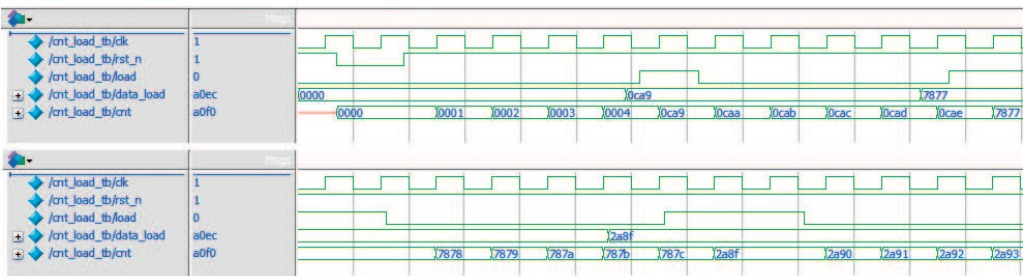 Msgs
/cnt_load_tb/clk 1
/cnt_load_tb/rst_n 1
/cnt_load_tb/load 0
/cnt_load_tb/data_load a0ec 0000 0ca9 7877
/cnt_load_tb/cnt a0f0 0000 0001 0002 0003 0004 0ca9 0caa 0cab 0cac 0cad 0cae 7877
Msgs
/cnt_load_tb/clk 1
/cnt_load_tb/rst_n 1
/cnt_load_tb/load 0
/cnt_load_tb/data_load a0ec 2a8f
/cnt_load_tb/cnt a0f0 7878 7879 787a 787b 787c 2a8f 2a90 2a91 2a92 2a93